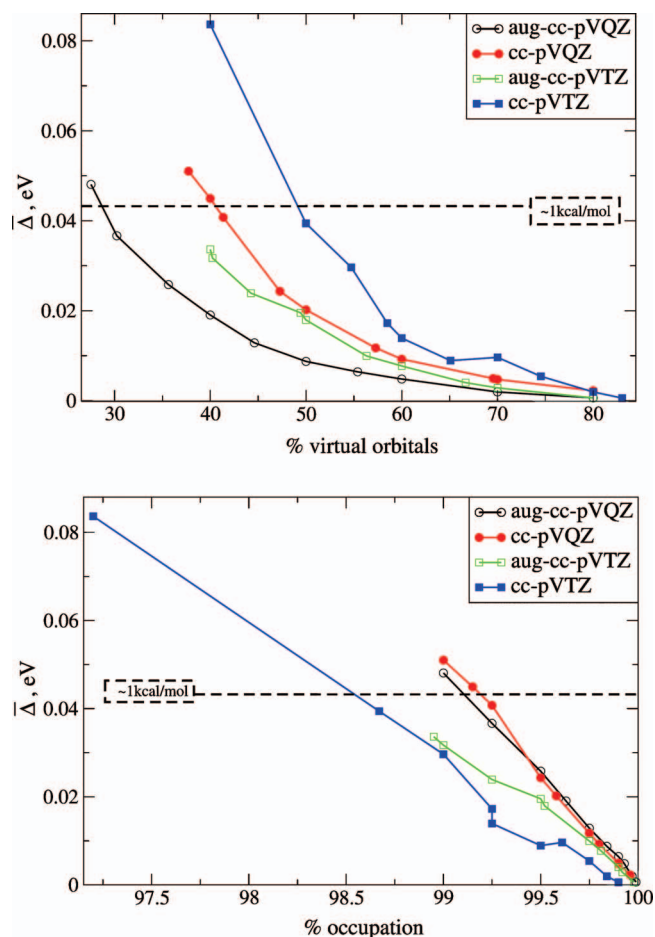 0.08
0.06
0.04
0.02
0
Δ̅, eV
aug-cc-pVQZ
cc-pVQZ
aug-cc-pVTZ
cc-pVTZ
~1kcal/mol
30 40 50 60 70 80
% virtual orbitals
0.08
0.06
0.04
0.02
0
Δ̅, eV
aug-cc-pVQZ
cc-pVQZ
aug-cc-pVTZ
cc-pVTZ
~1kcal/mol
97.5 98 98.5 99 99.5 100
% occupation